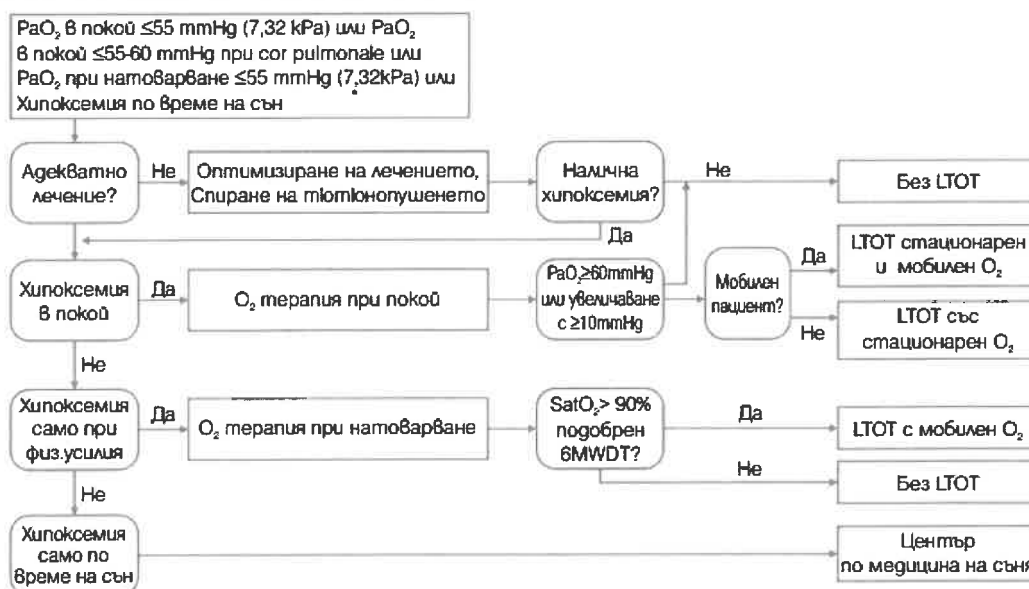 PaO₂ в покой ≤55 mmHg (7,32 kPa) или PaO₂
в покой ≤55-60 mmHg при cor pulmonale или
PaO₂ при натоварване ≤55 mmHg (7,32kPa) или
Хипоксемия по време на сън
Адекватно
лечение?
Не
Оптимизиране на лечението,
Спиране на тютюнопушенето
Налична
хипоксемия?
Не
Без LTOT
Да
Хипоксемия
в покой
Да
O₂ терапия при покой
PaO₂≥60mmHg
или увеличаване
с ≥10mmHg
Мобилен
пациент?
Да
LTOT стационарен
и мобилен O₂
Не
LTOT със
стационарен O₂
Не
Хипоксемия
само при
физ.усилия
Да
O₂ терапия при натоварване
SatO₂> 90%
подобрен
6MWDT?
Да
LTOT с мобилен O₂
Не
Без LTOT
Не
Хипоксемия
само по
време на сън
Център
по медицина на съня